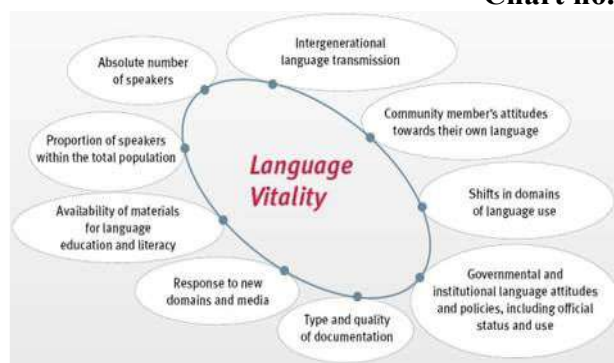 Chart no.
Intergenerational
language transmission
Absolute number
of speakers
Community member's attitudes
towards their own language
Proportion of speakers
within the total population
Language
Vitality
Shifts in domains
of language use
Availability of materials
for language
education and literacy
Governmental and
institutional language attitudes
and policies, including official
status and use
Response to new
domains and media
Type and quality
of documentation